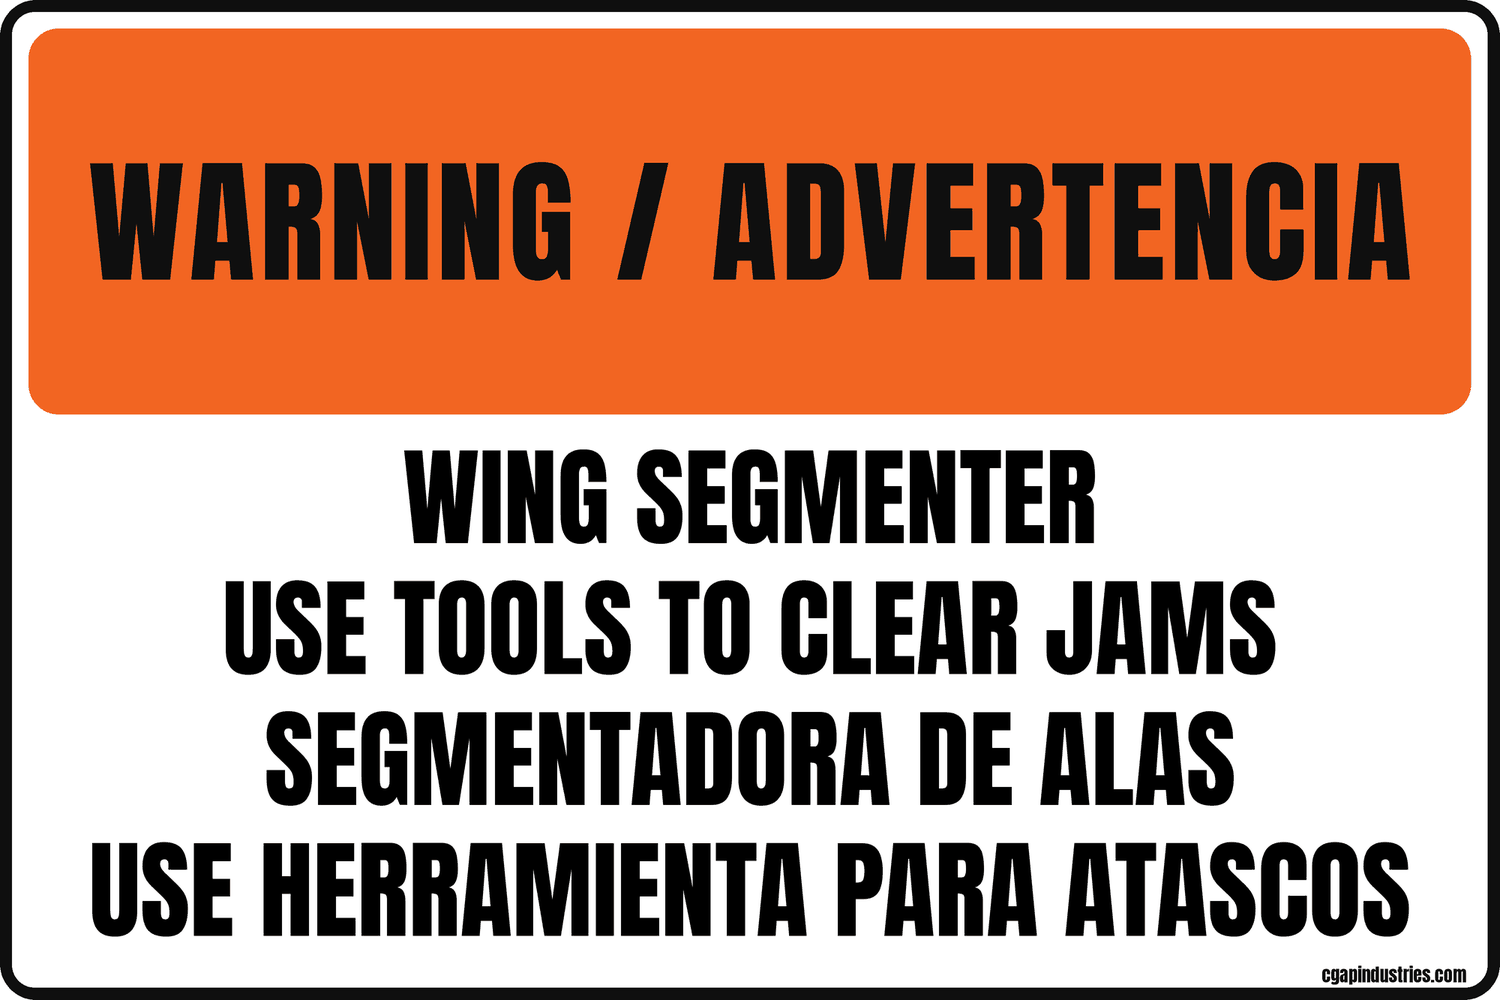 WARNING / ADVERTENCIA
WING SEGMENTER
USE TOOLS TO CLEAR JAMS
SEGMENTADORA DE ALAS
USE HERRAMIENTA PARA ATASCOS
cgapindustries.com